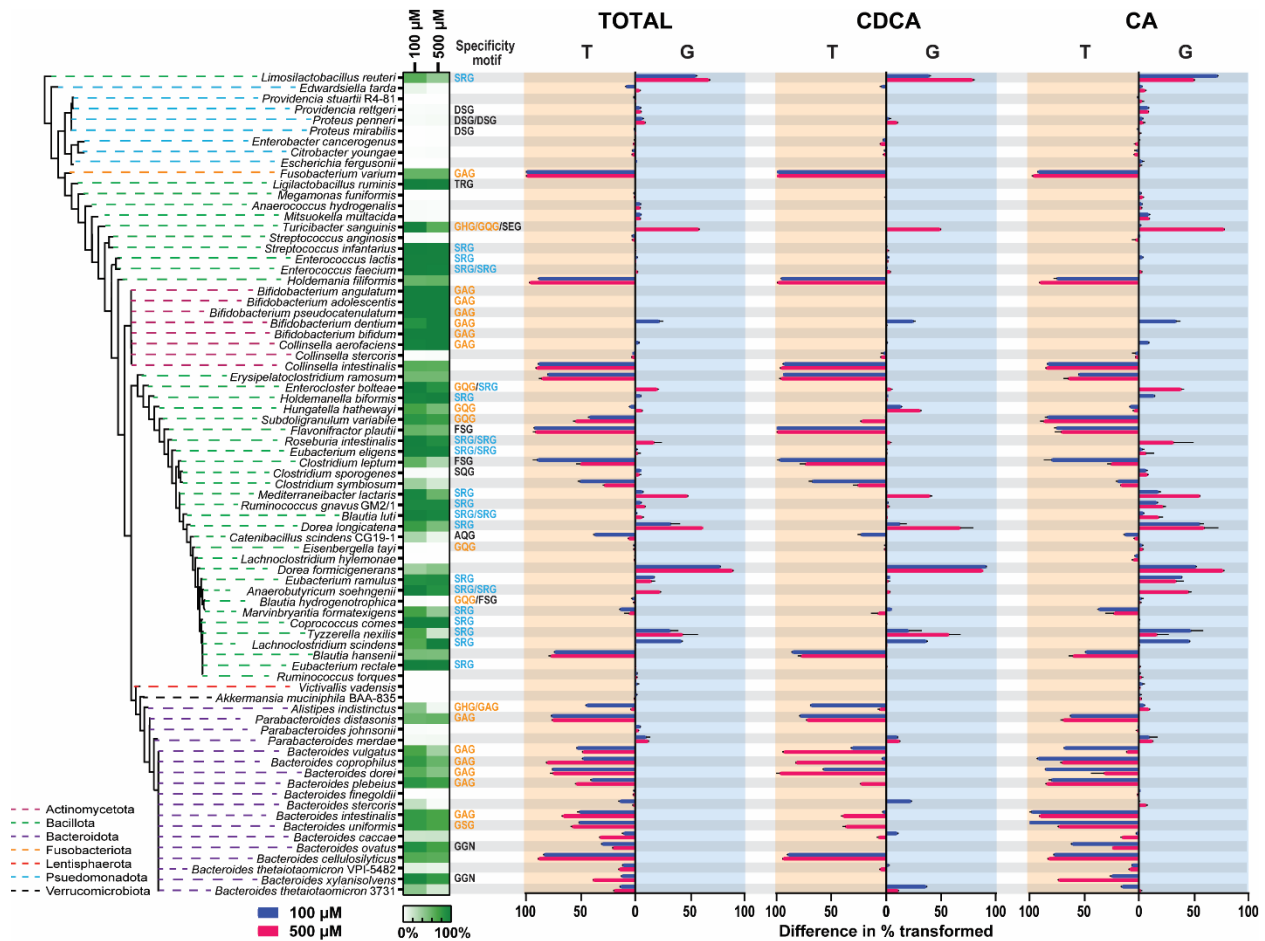 TOTAL CDCA CA
100 µM 500 µM Specificity motif T G T G T G
Limosilactobacillus reuteri SRG
Edwardsiella tarda
Providencia stuartii R4-81
Providencia rettgeri DSG
Proteus penneri DSG/DSG
Proteus mirabilis DSG
Enterobacter cancerogenus
Citrobacter youngae
Escherichia fergusonii
Fusobacterium varium GAG
Ligilactobacillus ruminis TRG
Megamonas funiformis
Anaerococcus hydrogenalis
Mitsuokella multacida
Turicibacter sanguinis GHG/GQG/SEG
Streptococcus anginosis
Streptococcus infantarius SRG
Enterococcus lactis SRG
Enterococcus faecium SRG/SRG
Holdemania filiformis
Bifidobacterium angulatum GAG
Bifidobacterium adolescentis GAG
Bifidobacterium pseudocatenulatum GAG
Bifidobacterium dentium GAG
Bifidobacterium bifidum GAG
Collinsella aerofaciens GAG
Collinsella stercoris
Collinsella intestinalis
Erysipelatoclostridium ramosum
Enterocloster bolteae GQG/SRG
Holdemanella biformis SRG
Hungatella hathewayi GQG
Subdoligranulum variabile GQG
Flavonifractor plautii FSG
Roseburia intestinalis SRG/SRG
Eubacterium eligens SRG/SRG
Clostridium leptum FSG
Clostridium sporogenes SQG
Clostridium symbiosum
Mediterraneibacter lactaris SRG
Ruminococcus gnavus GM2/1 SRG
Blautia luti SRG/SRG
Dorea longicatena SRG
Catenibacillus scindens CG19-1 AQG
Eisenbergella tayi GQG
Lachnoclostridium hylemonae
Dorea formicigenerans
Eubacterium ramulus SRG
Anaerobutyricum soehngenii SRG/SRG
Blautia hydrogenotrophica GQG/FSG
Marvinbryantia formatexigens SRG
Coprococcus comes SRG
Tyzzerella nexilis SRG
Lachnoclostridium scindens
Blautia hansenii
Eubacterium rectale SRG
Ruminococcus torques
Victivallis vadensis
Akkermansia muciniphila BAA-835
Alistipes indistinctus GHG/GAG
Parabacteroides distasonis GAG
Parabacteroides johnsonii
Parabacteroides merdae
Bacteroides vulgatus GAG
Bacteroides coprophilus GAG
Bacteroides dorei GAG
Bacteroides plebeius GAG
Bacteroides finegoldii
Bacteroides stercoris
Bacteroides intestinalis GAG
Bacteroides uniformis GSG
Bacteroides caccae
Bacteroides ovatus GGN
Bacteroides cellulosilyticus
Bacteroides thetaiotaomicron VPI-5482
Bacteroides xylanisolvens GGN
Bacteroides thetaiotaomicron 3731
Actinomycetota
Bacillota
Bacteroidota
Fusobacteriota
Lentisphaerota
Psuedomonadota
Verrucomicrobiota
100 µM
500 µM
0% 100%
100 50 0 50 100 100 50 0 50 100 100 50 0 50 100
Difference in % transformed